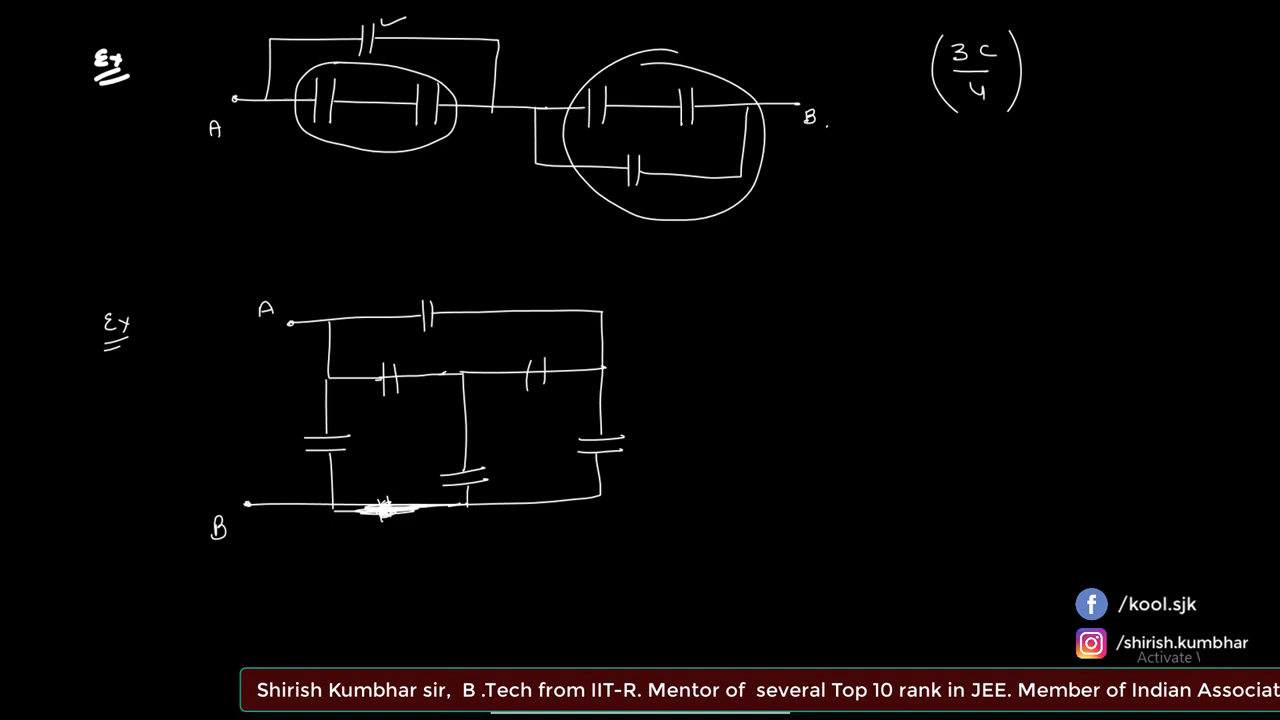 Ex
A
B.
(3C/4)
Ex
A
B
/kool.sjk
/shirish.kumbhar
Activate \
Shirish Kumbhar sir, B .Tech from IIT-R. Mentor of several Top 10 rank in JEE. Member of Indian Associat